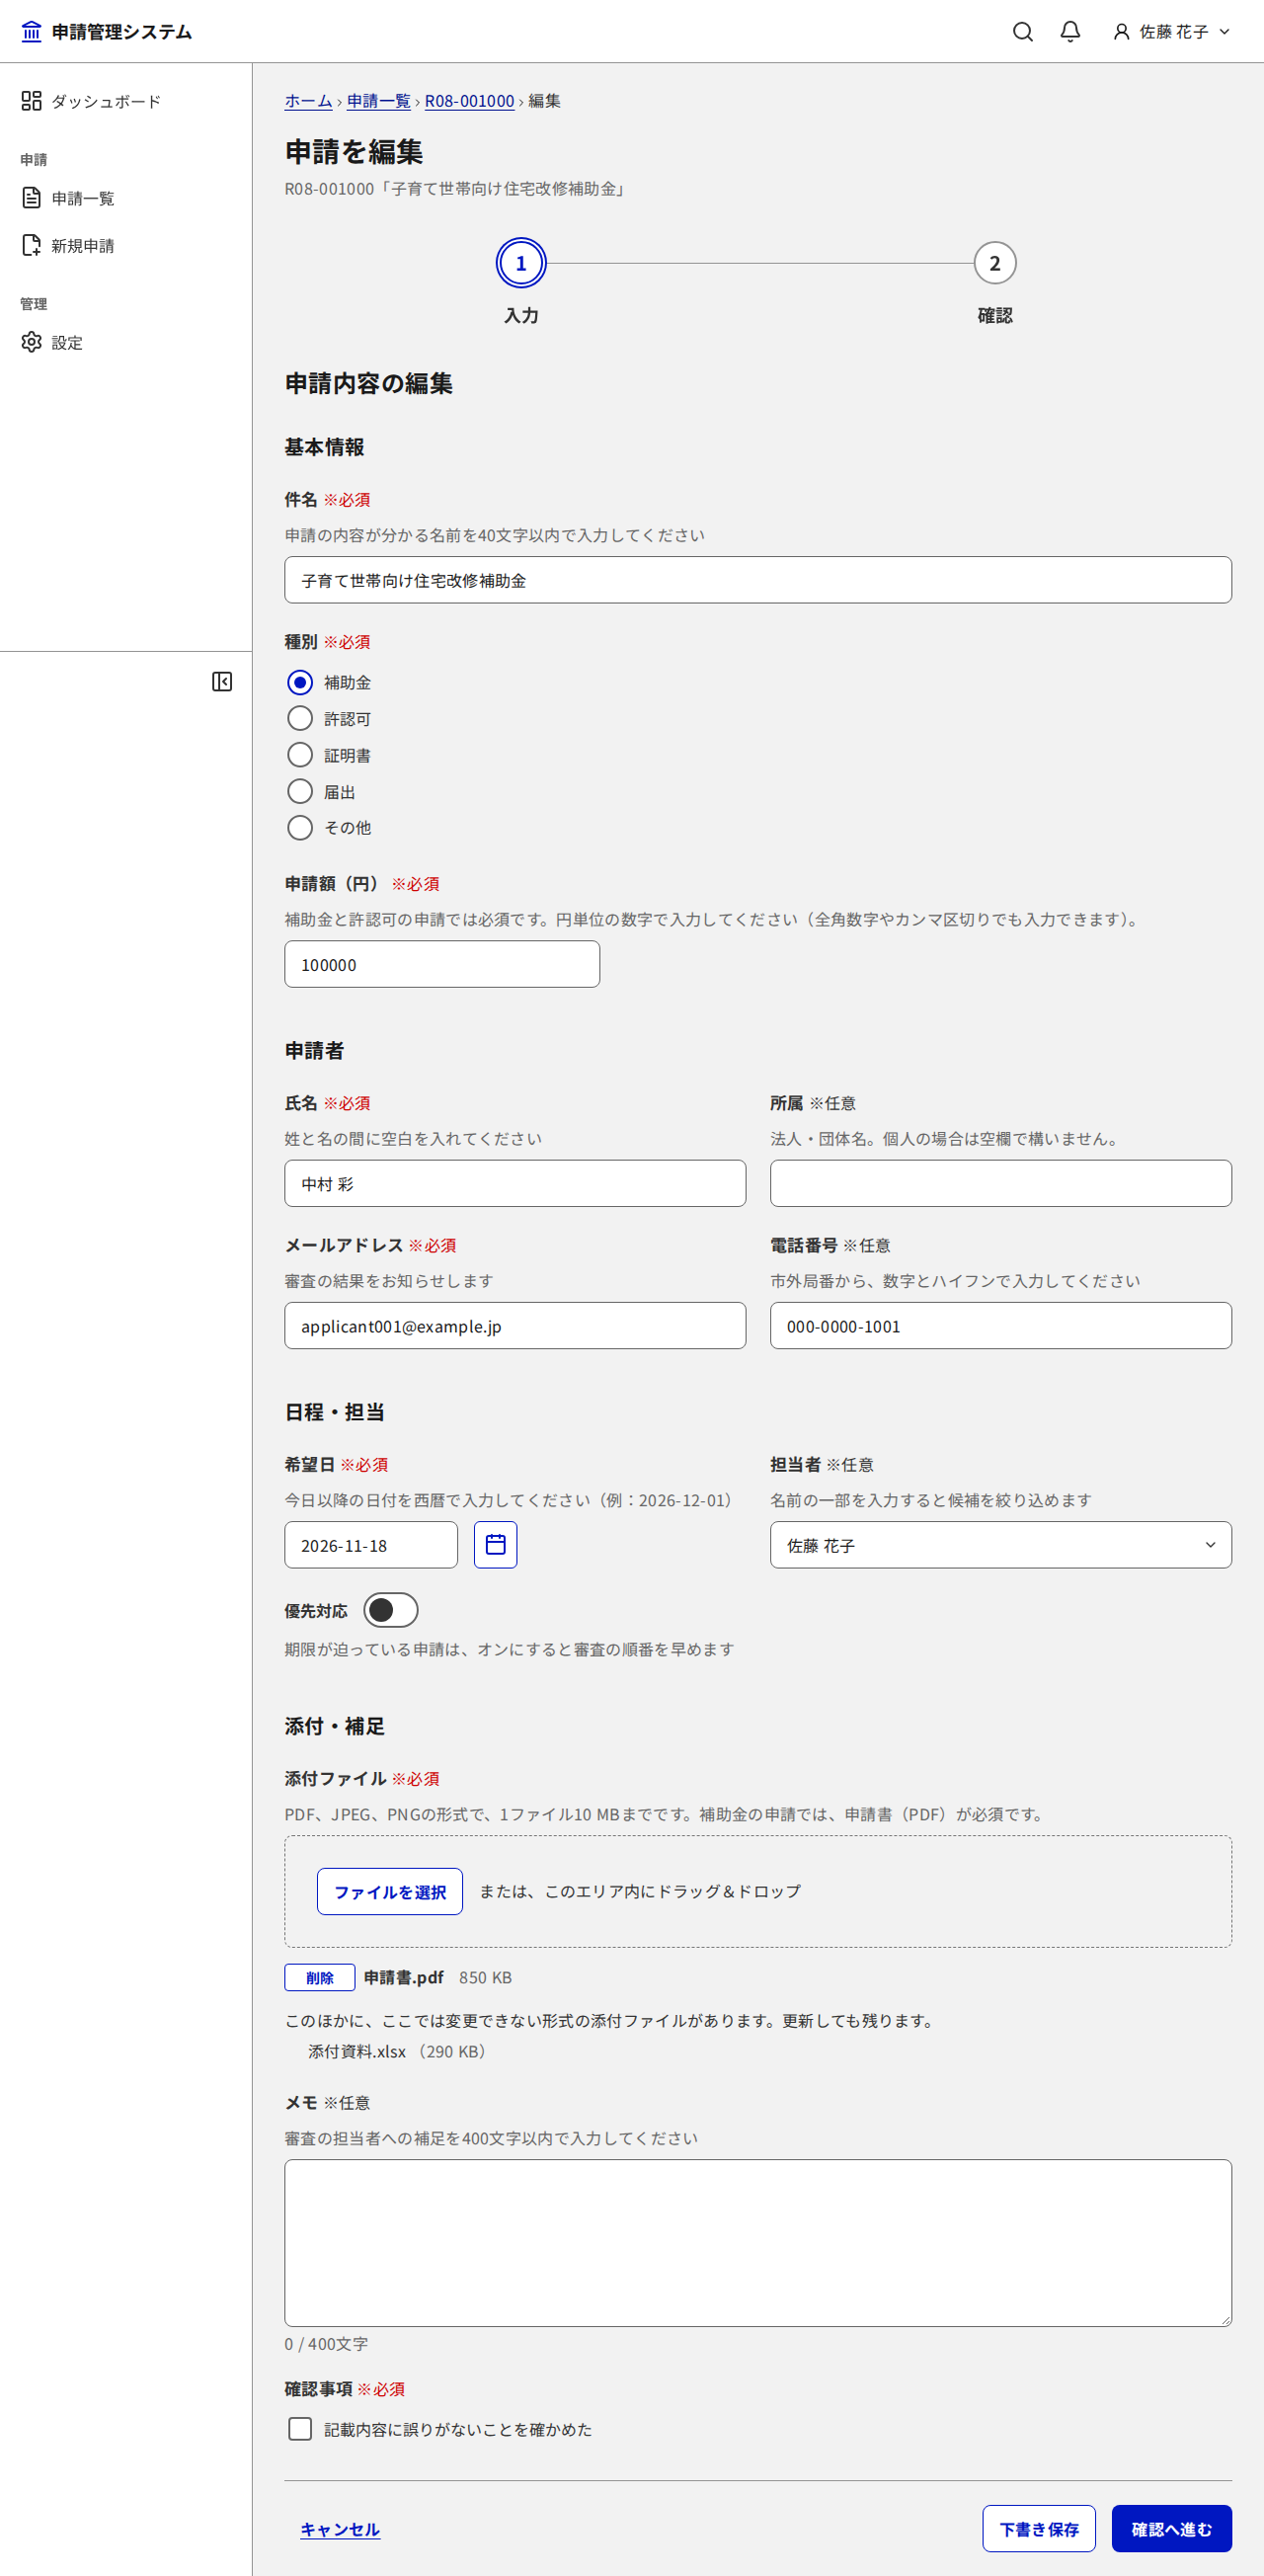 申請管理システム
佐藤 花子
ダッシュボード
申請
申請一覧
新規申請
管理
設定
ホーム › 申請一覧 › R08-001000 › 編集
申請を編集
R08-001000「子育て世帯向け住宅改修補助金」
1
入力
2
確認
申請内容の編集
基本情報
件名 ※必須
申請の内容が分かる名前を40文字以内で入力してください
子育て世帯向け住宅改修補助金
種別 ※必須
補助金
許認可
証明書
届出
その他
申請額（円） ※必須
補助金と許認可の申請では必須です。円単位の数字で入力してください（全角数字やカンマ区切りでも入力できます）。
100000
申請者
氏名 ※必須
姓と名の間に空白を入れてください
中村 彩
所属 ※任意
法人・団体名。個人の場合は空欄で構いません。
メールアドレス ※必須
審査の結果をお知らせします
applicant001@example.jp
電話番号 ※任意
市外局番から、数字とハイフンで入力してください
000-0000-1001
日程・担当
希望日 ※必須
今日以降の日付を西暦で入力してください（例：2026-12-01）
2026-11-18
担当者 ※任意
名前の一部を入力すると候補を絞り込めます
佐藤 花子
優先対応
期限が迫っている申請は、オンにすると審査の順番を早めます
添付・補足
添付ファイル ※必須
PDF、JPEG、PNGの形式で、1ファイル10 MBまでです。補助金の申請では、申請書（PDF）が必須です。
ファイルを選択 または、このエリア内にドラッグ＆ドロップ
削除 申請書.pdf 850 KB
このほかに、ここでは変更できない形式の添付ファイルがあります。更新しても残ります。
添付資料.xlsx （290 KB）
メモ ※任意
審査の担当者への補足を400文字以内で入力してください
0 / 400文字
確認事項 ※必須
記載内容に誤りがないことを確かめた
キャンセル
下書き保存
確認へ進む